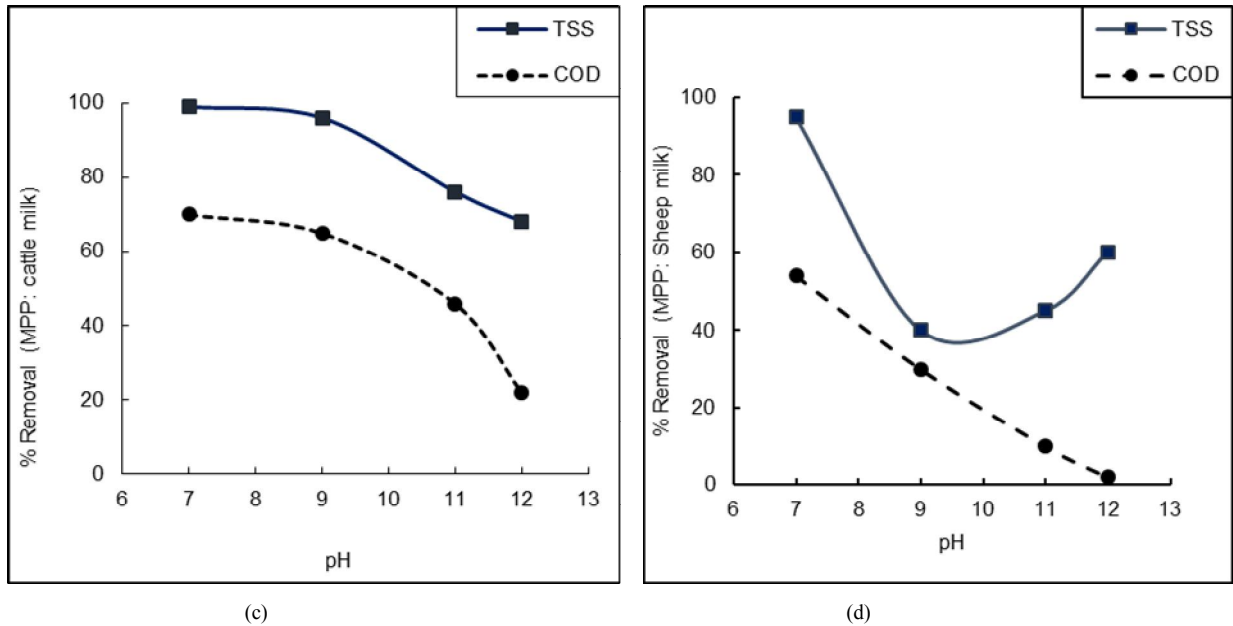 TSS
COD
% Removal (MPP: cattle milk)
100
80
60
40
20
0
6 7 8 9 10 11 12 13
pH
(c)
TSS
COD
% Removal (MPP: Sheep milk)
100
80
60
40
20
0
6 7 8 9 10 11 12 13
pH
(d)